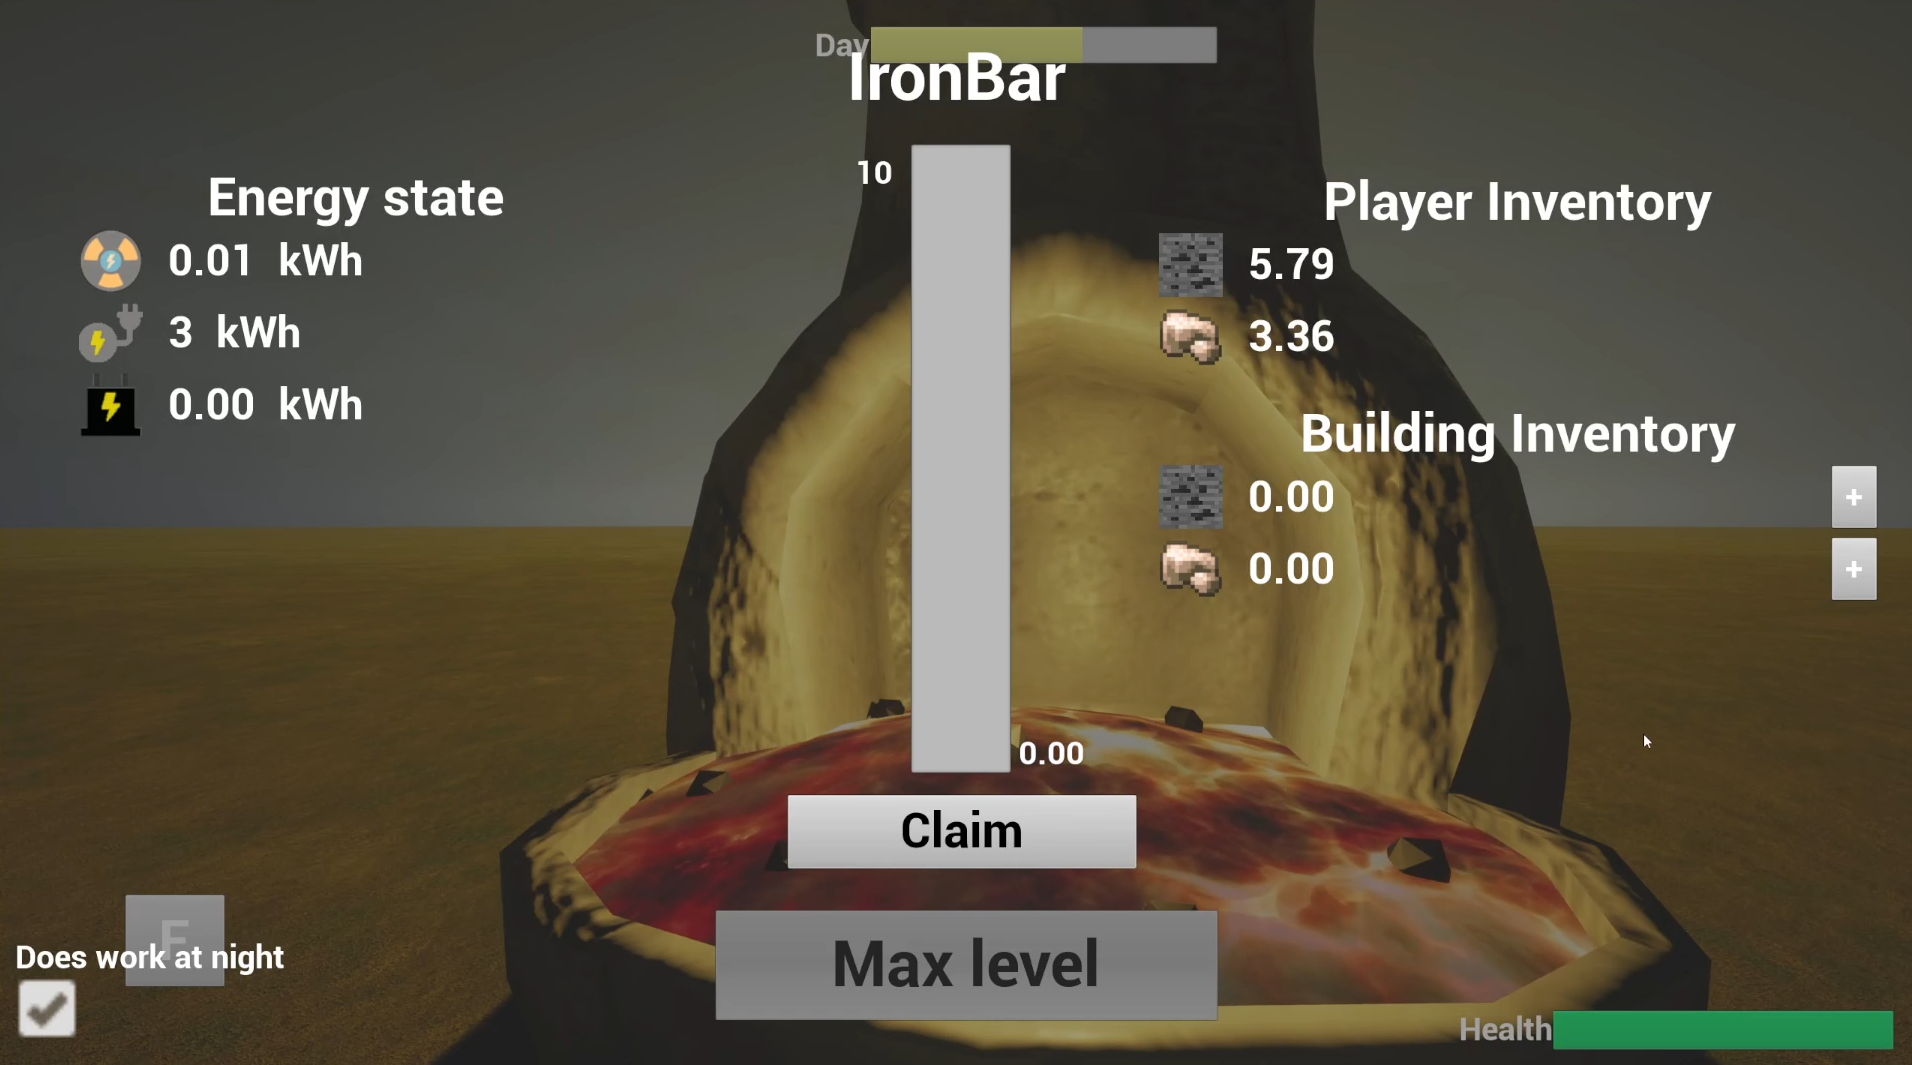 Day
IronBar
10
Energy state
0.01 kWh
3 kWh
0.00 kWh
Player Inventory
5.79
3.36
Building Inventory
0.00
+
0.00
+
0.00
Claim
Max level
F
Does work at night
Health